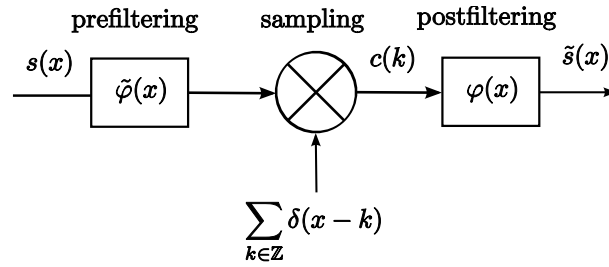 prefiltering sampling postfiltering
s(x) φ̃(x) c(k) φ(x) s̃(x)
∑ δ(x − k)
k∈ℤ